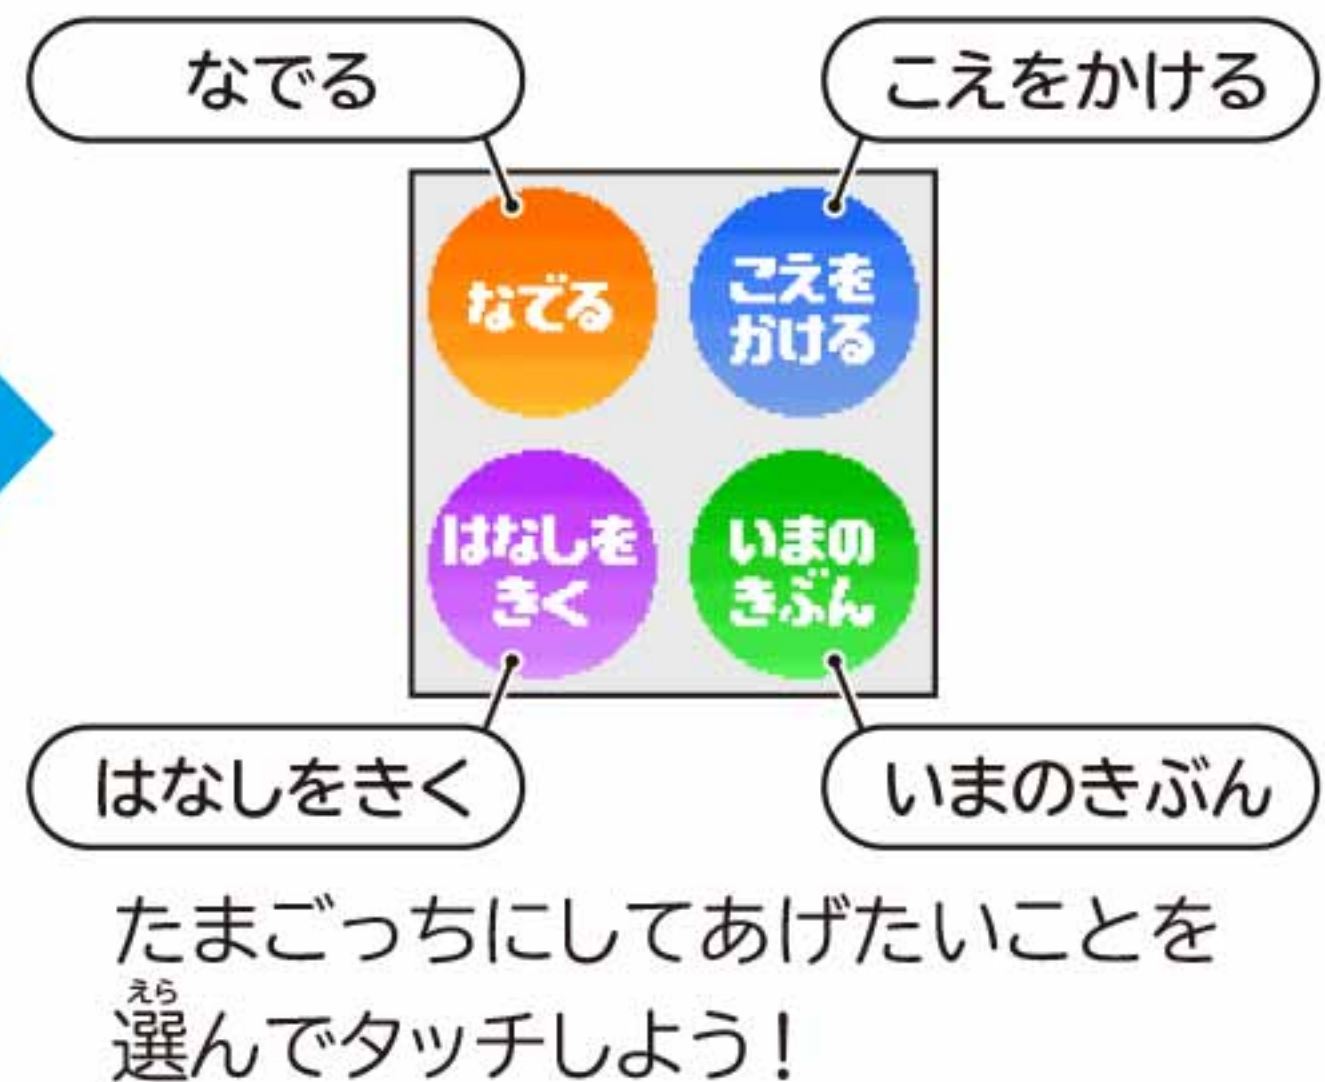 なでる
こえをかける
なでる
こえを
かける
はなしを
きく
いまの
きぶん
はなしをきく
いまのきぶん
たまごっちにしてあげたいことを
えら
選んでタッチしよう!